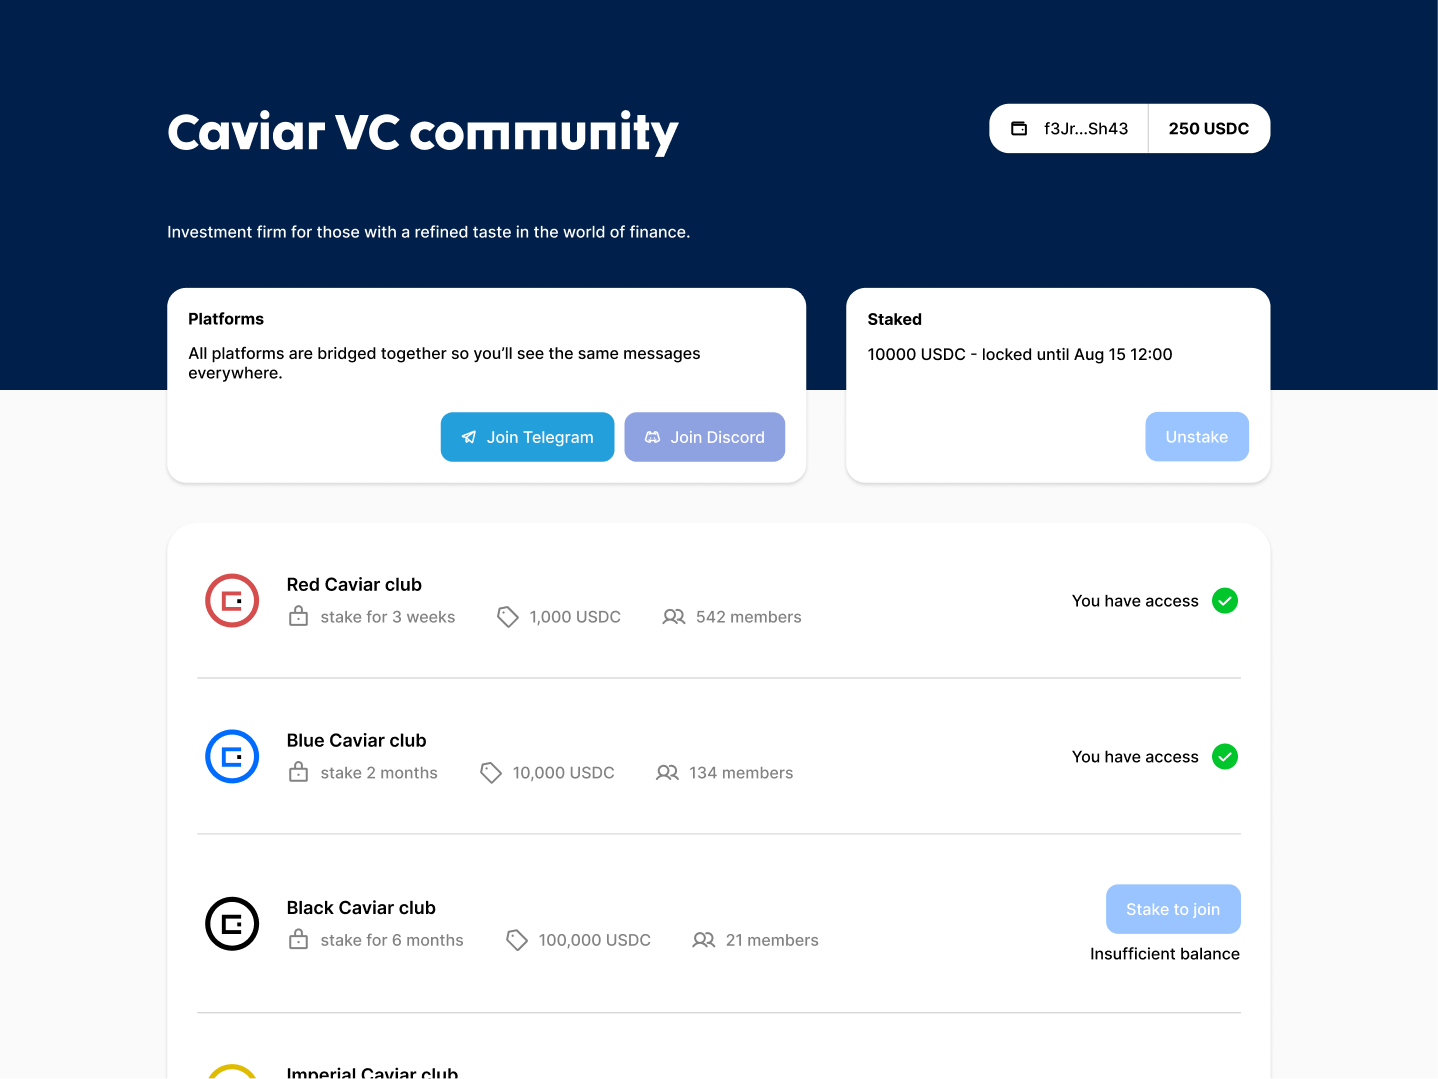 Caviar VC community
f3Jr...Sh43
250 USDC
Investment firm for those with a refined taste in the world of finance.
Platforms
All platforms are bridged together so you’ll see the same messages
everywhere.
Join Telegram
Join Discord
Staked
10000 USDC - locked until Aug 15 12:00
Unstake
Red Caviar club
stake for 3 weeks
1,000 USDC
542 members
You have access
Blue Caviar club
stake 2 months
10,000 USDC
134 members
You have access
Black Caviar club
stake for 6 months
100,000 USDC
21 members
Stake to join
Insufficient balance
Imperial Caviar club